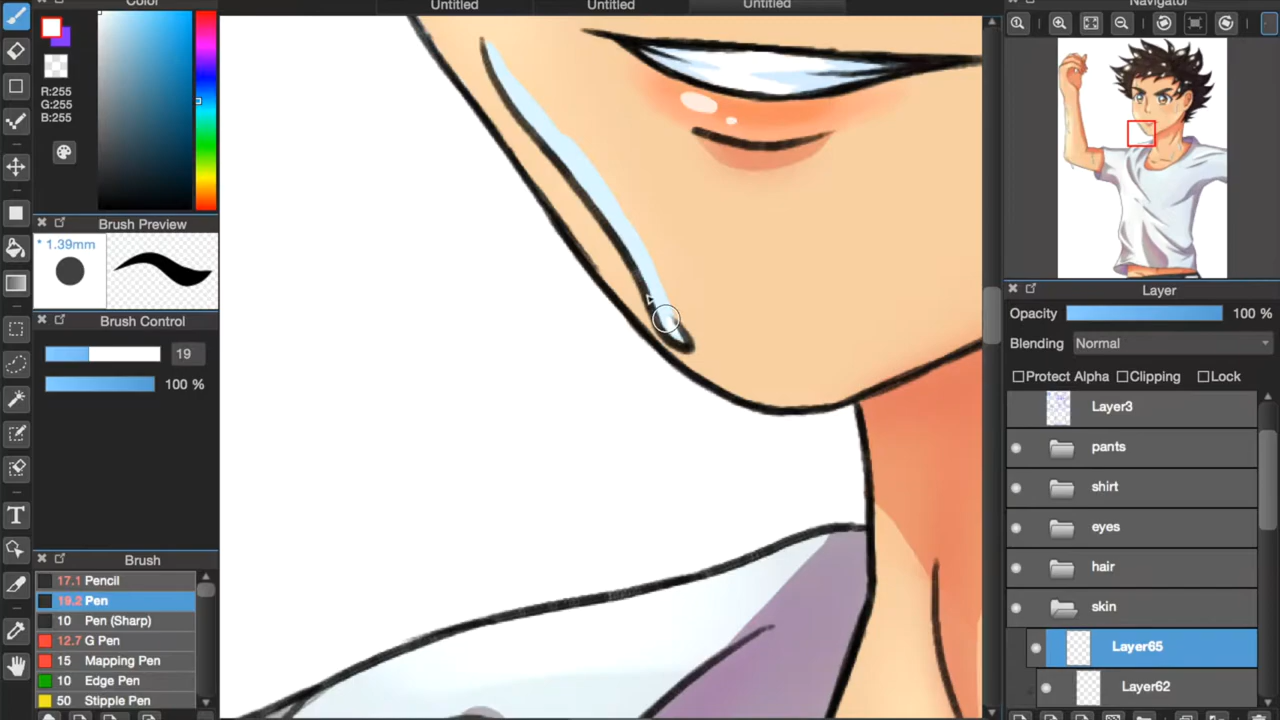 Color
Untitled
Untitled
Untitled
Navigator
R:255
G:255
B:255
Brush Preview
* 1.39mm
Brush Control
19
100 %
Brush
17.1 Pencil
19.2 Pen
10 Pen (Sharp)
12.7 G Pen
15 Mapping Pen
10 Edge Pen
50 Stipple Pen
Layer
Opacity 100 %
Blending Normal
Protect Alpha Clipping Lock
Layer3
pants
shirt
eyes
hair
skin
Layer65
Layer62
T
1